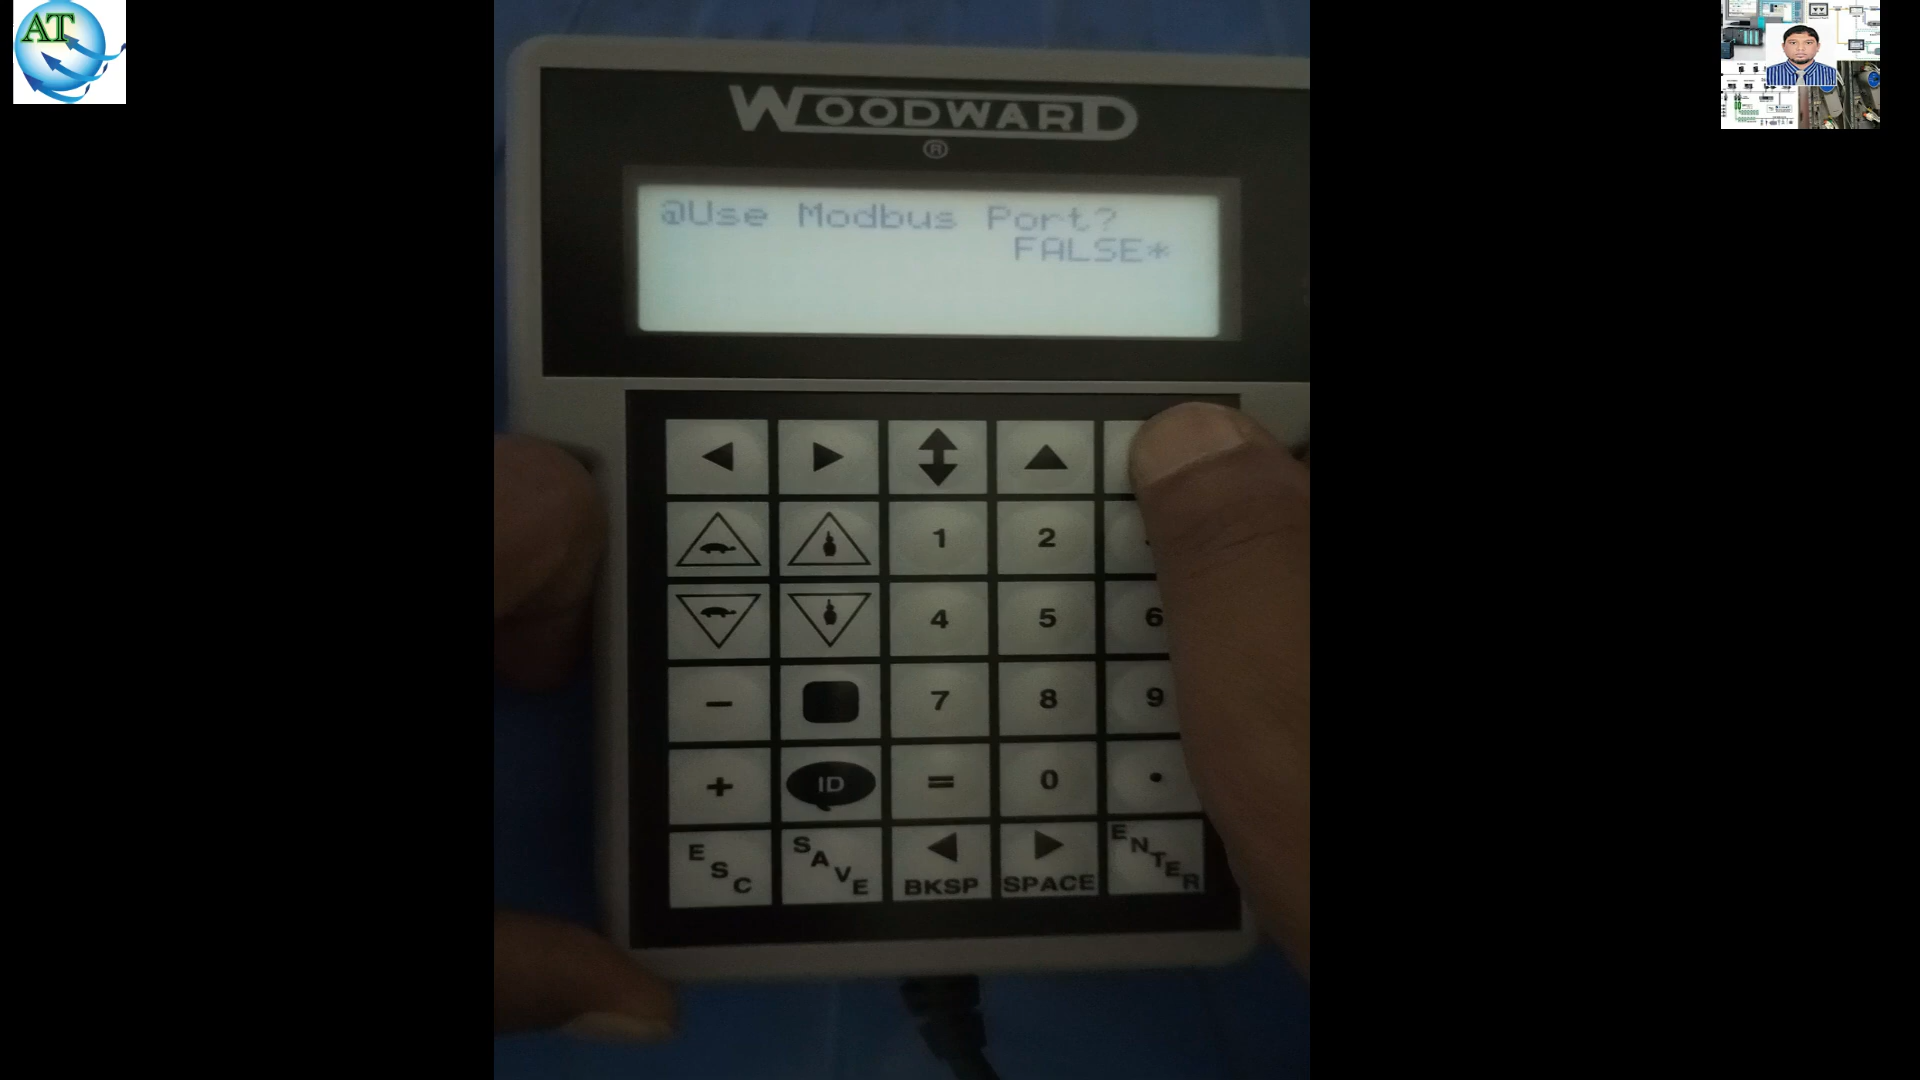 AT
WOODWARD
®
@Use Modbus Port?
FALSE*
1 2
4 5 6
- 7 8 9
+ ID = 0 .
ESC SAVE BKSP SPACE ENTER